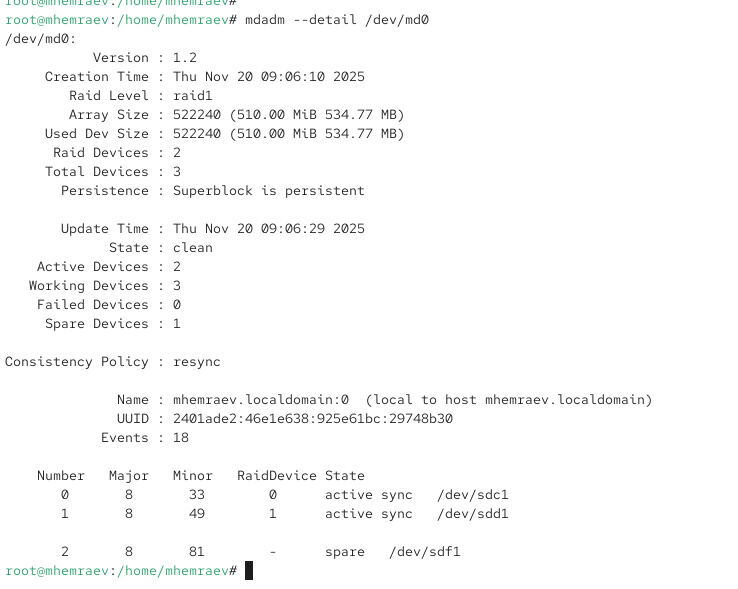 root@mhemraev:/home/mhemraev#
root@mhemraev:/home/mhemraev# mdadm --detail /dev/md0
/dev/md0:
           Version : 1.2
     Creation Time : Thu Nov 20 09:06:10 2025
        Raid Level : raid1
        Array Size : 522240 (510.00 MiB 534.77 MB)
     Used Dev Size : 522240 (510.00 MiB 534.77 MB)
      Raid Devices : 2
     Total Devices : 3
       Persistence : Superblock is persistent

       Update Time : Thu Nov 20 09:06:29 2025
             State : clean
    Active Devices : 2
   Working Devices : 3
    Failed Devices : 0
     Spare Devices : 1

Consistency Policy : resync

              Name : mhemraev.localdomain:0  (local to host mhemraev.localdomain)
              UUID : 2401ade2:46e1e638:925e61bc:29748b30
            Events : 18

    Number   Major   Minor   RaidDevice State
       0       8       33        0      active sync   /dev/sdc1
       1       8       49        1      active sync   /dev/sdd1

       2       8       81        -      spare   /dev/sdf1
root@mhemraev:/home/mhemraev#